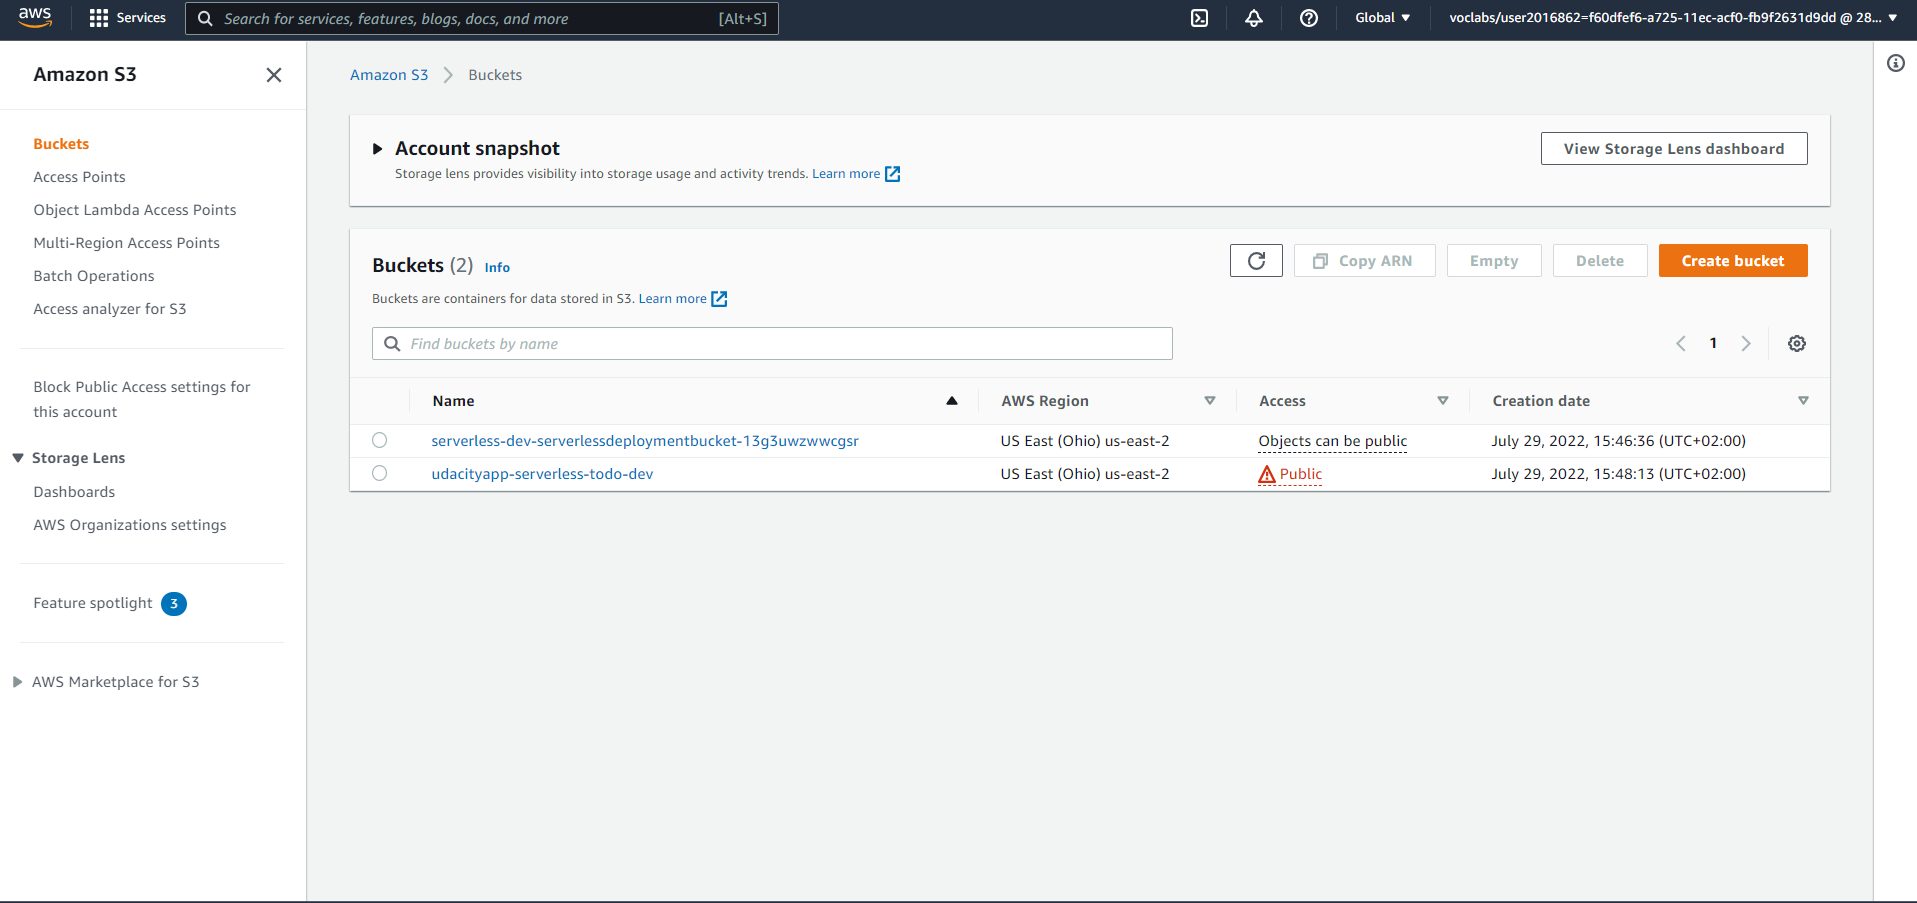 aws
Services
Search for services, features, blogs, docs, and more [Alt+S]
Global
voclabs/user2016862=f60dfef6-a725-11ec-acf0-fb9f2631d9dd @ 28...
Amazon S3
Buckets
Access Points
Object Lambda Access Points
Multi-Region Access Points
Batch Operations
Access analyzer for S3
Block Public Access settings for
this account
Storage Lens
Dashboards
AWS Organizations settings
Feature spotlight 3
AWS Marketplace for S3
Amazon S3 Buckets
Account snapshot
Storage lens provides visibility into storage usage and activity trends. Learn more
View Storage Lens dashboard
Buckets (2) Info
Buckets are containers for data stored in S3. Learn more
Copy ARN
Empty
Delete
Create bucket
Find buckets by name
1
Name AWS Region Access Creation date
serverless-dev-serverlessdeploymentbucket-13g3uwzwwcgsr US East (Ohio) us-east-2 Objects can be public July 29, 2022, 15:46:36 (UTC+02:00)
udacityapp-serverless-todo-dev US East (Ohio) us-east-2 Public July 29, 2022, 15:48:13 (UTC+02:00)